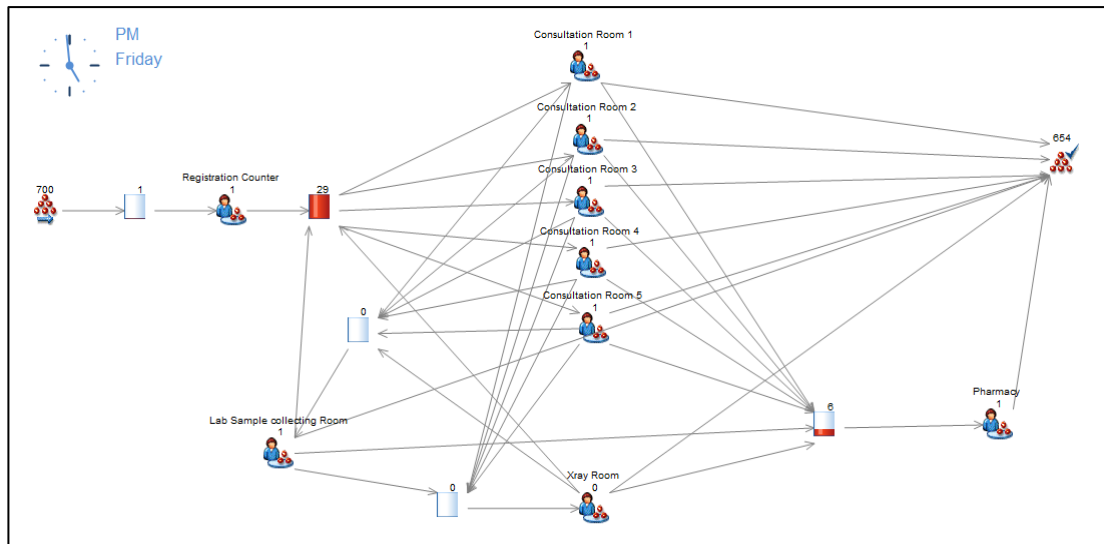 PM
Friday
Consultation Room 1
1
Consultation Room 2
1
654
Consultation Room 3
1
Registration Counter
700
1
1
29
Consultation Room 4
1
Consultation Room 5
1
0
Lab Sample collecting Room
1
Pharmacy
1
6
Xray Room
0
0